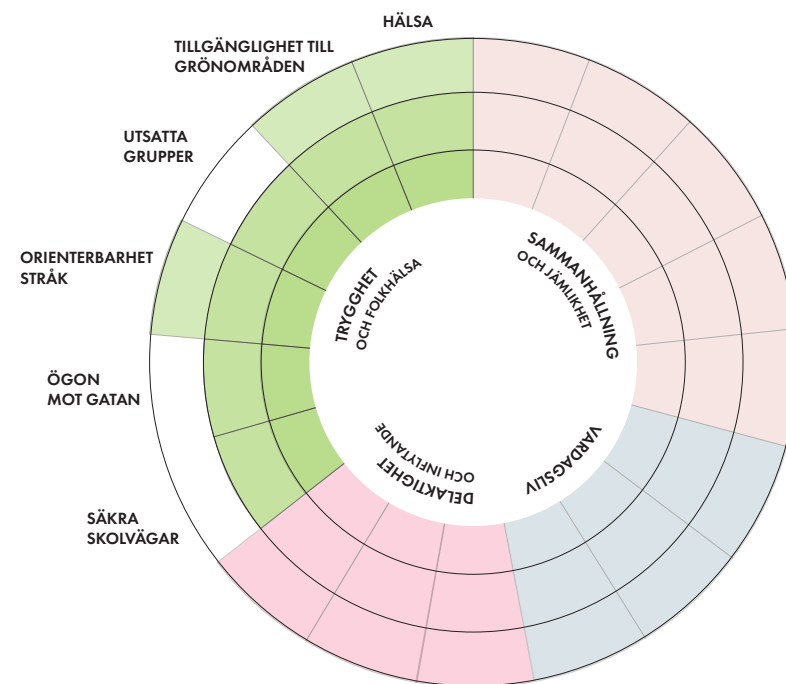 HÄLSA
TILLGÄNGLIGHET TILL
GRÖNOMRÅDEN
UTSATTA
GRUPPER
ORIENTERBARHET
STRÅK
ÖGON
MOT GATAN
SÄKRA
SKOLVÄGAR
TRYGGHET
OCH FOLKHÄLSA
SAMMANHÅLLNING
OCH JÄMLIKHET
DELAKTIGHET
OCH INFLYTANDE
VARDAGSLIV